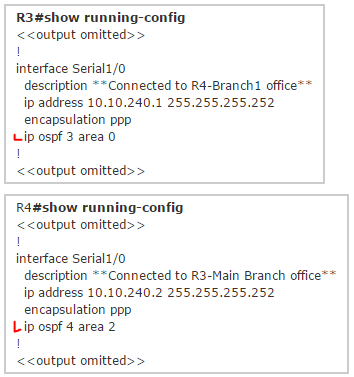 R3#show running-config
<<output omitted>>
!
interface Serial1/0
description **Connected to R4-Branch1 office**
ip address 10.10.240.1 255.255.255.252
encapsulation ppp
ip ospf 3 area 0
!
<<output omitted>>
R4#show running-config
<<output omitted>>
!
interface Serial1/0
description **Connected to R3-Main Branch office**
ip address 10.10.240.2 255.255.255.252
encapsulation ppp
ip ospf 4 area 2
!
<<output omitted>>